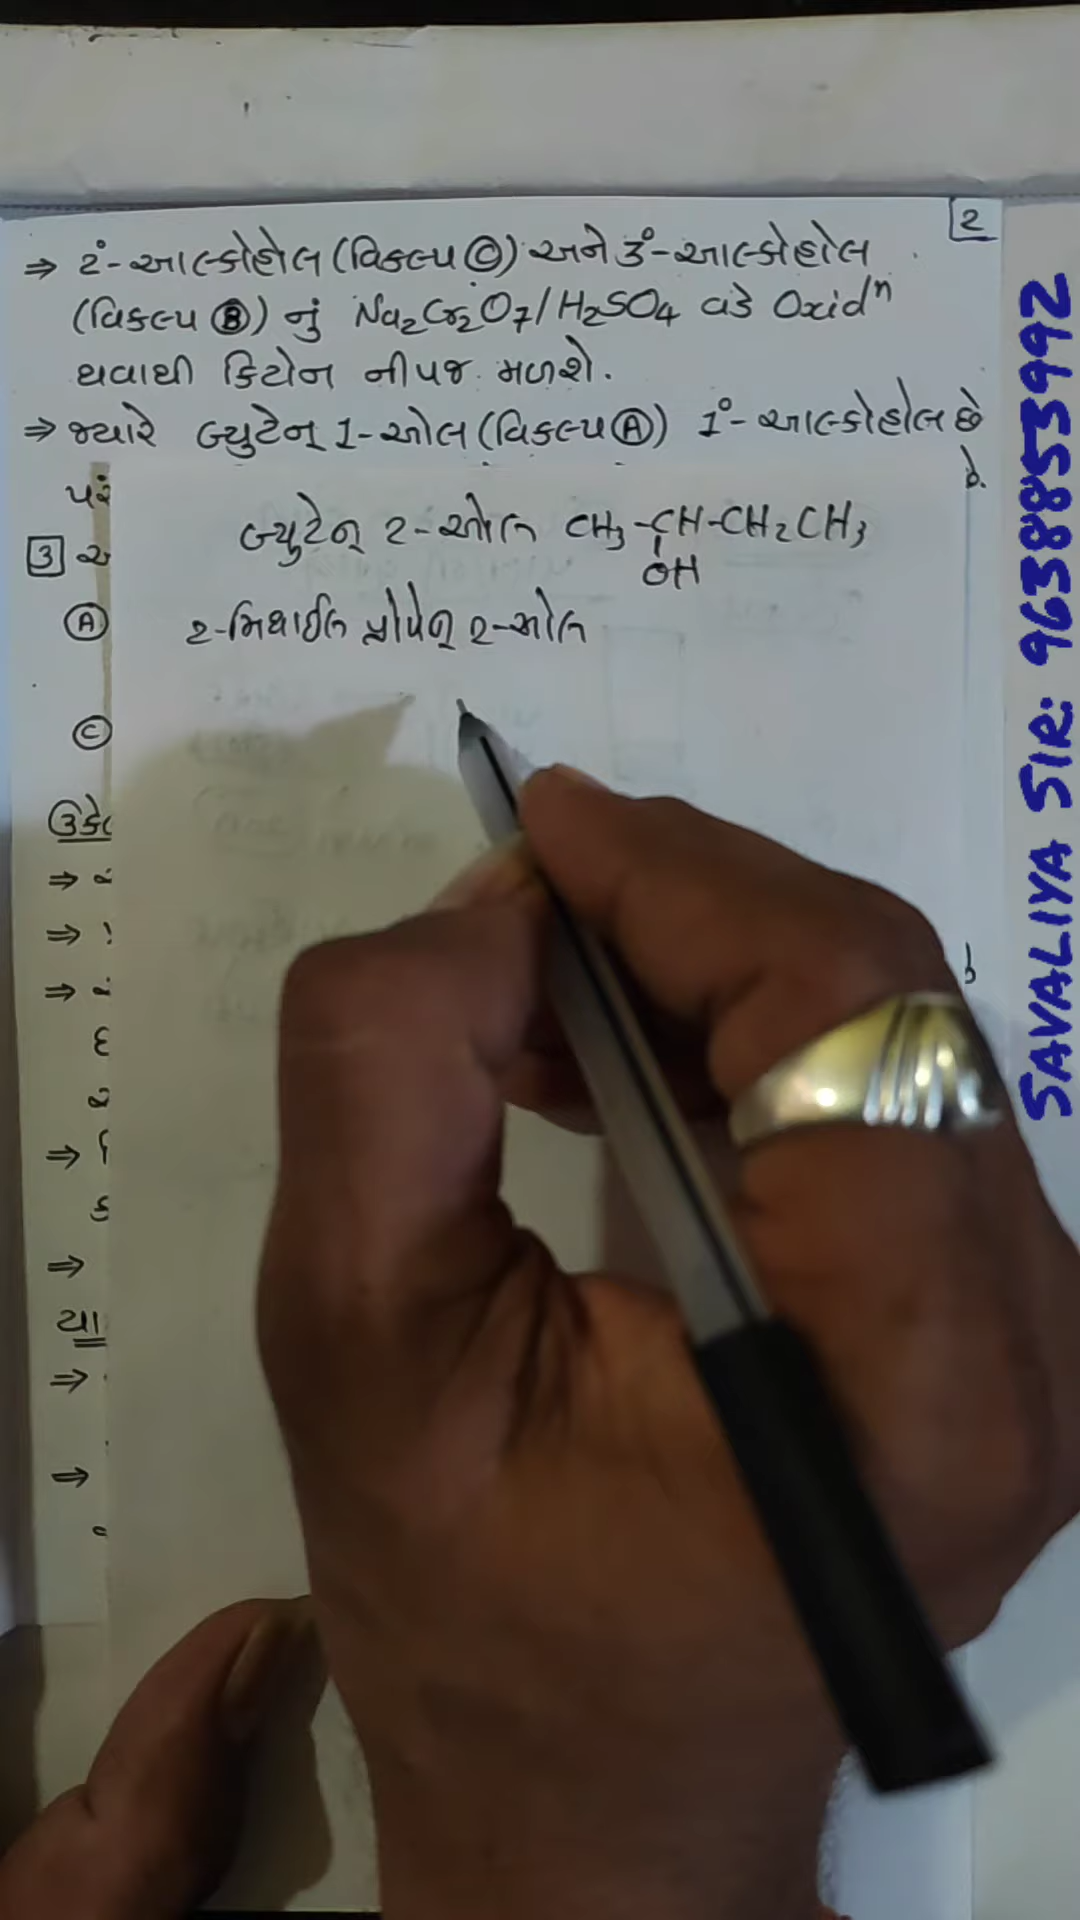 2
⇒ 2°-આલ્કોહોલ (વિકલ્પ Ⓒ) અને 3°-આલ્કોહોલ
(વિકલ્પ Ⓑ) નું Na₂Cr₂O₇/H₂SO₄ વડે Oxidⁿ
થવાથી કિટોન નીપજ મળશે.
⇒ જ્યારે બ્યુટેન્ 1-ઓલ (વિકલ્પ Ⓐ) 1°-આલ્કોહોલ છે
બ્યુટેન્ 2-ઓલ CH₃-CH-CH₂CH₃
OH
3
Ⓐ 2-મિથાઈલ પ્રોપેન્ 2-ઓલ
Ⓒ
⇒
⇒
⇒
⇒
⇒
⇒
⇒
SAVALIYA SIR: 9638853992